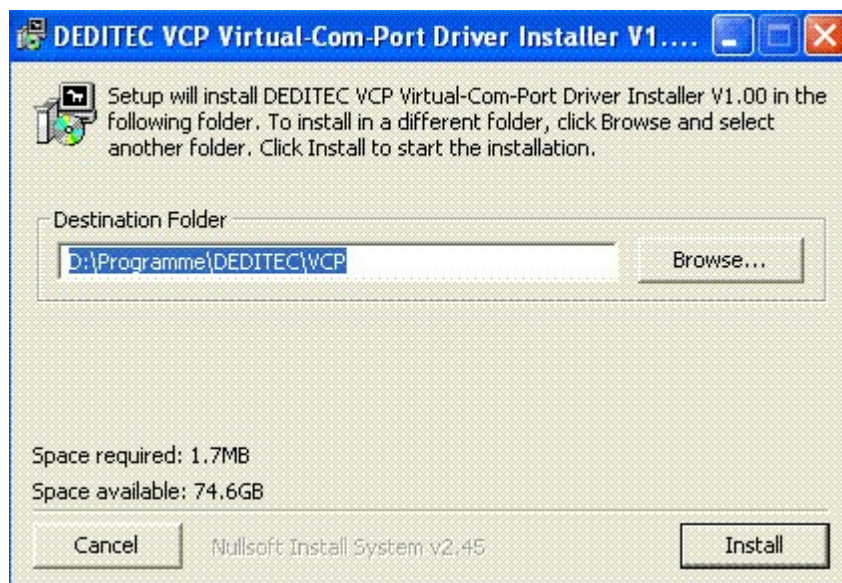 DEDITEC VCP Virtual-Com-Port Driver Installer V1....
Setup will install DEDITEC VCP Virtual-Com-Port Driver Installer V1.00 in the
following folder. To install in a different folder, click Browse and select
another folder. Click Install to start the installation.
Destination Folder
D:\Programme\DEDITEC\VCP
Browse...
Space required: 1.7MB
Space available: 74.6GB
Cancel
Nullsoft Install System v2.45
Install